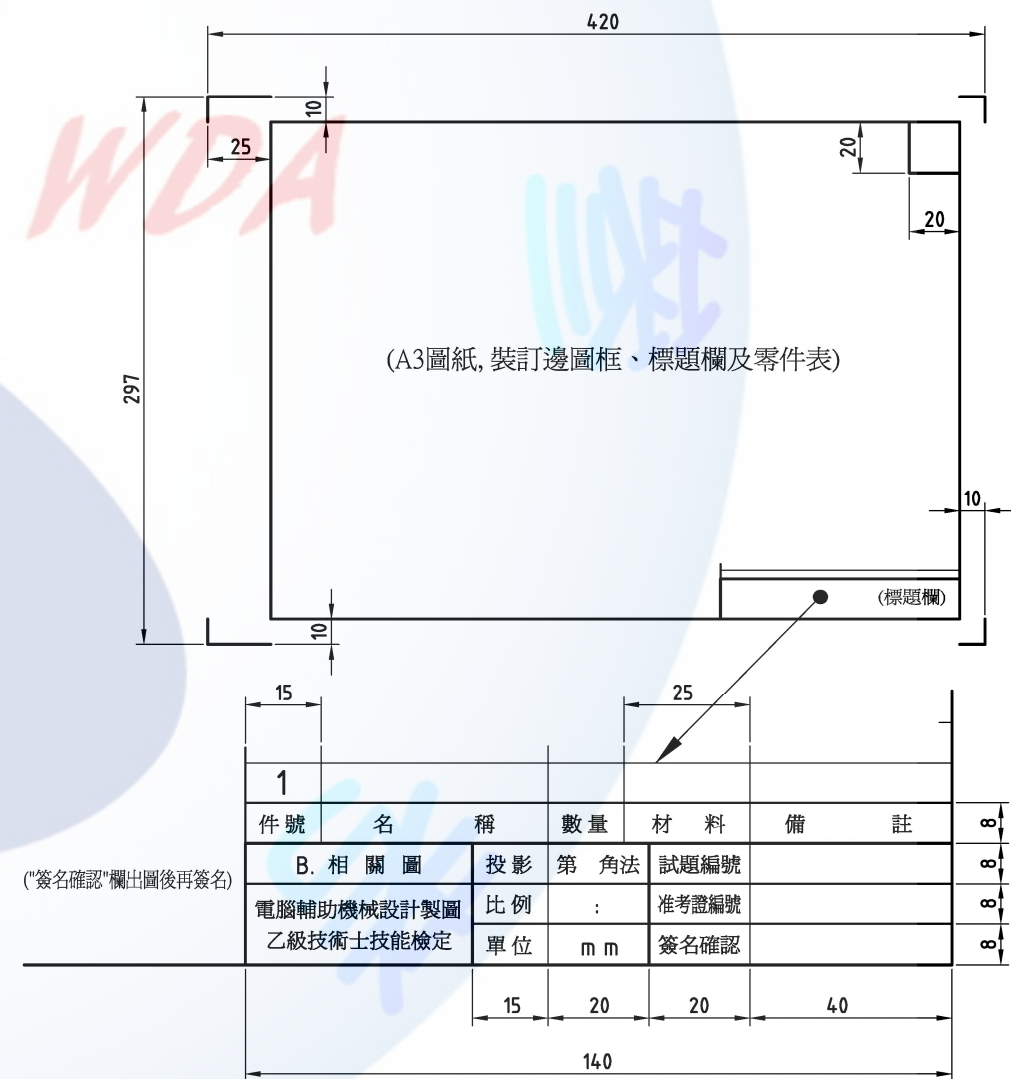 420
10
25
20
20
WDA
297
(A3圖紙, 裝訂邊圖框、標題欄及零件表)
10
(標題欄)
10
15
25
1
件號 名 稱 數量 材 料 備 註
8
B. 相 關 圖 投影 第 角法 試題編號
8
("簽名確認"欄出圖後再簽名)
電腦輔助機械設計製圖
乙級技術士技能檢定
比例 : 准考證編號
8
單位 mm 簽名確認
8
15 20 20 40
140